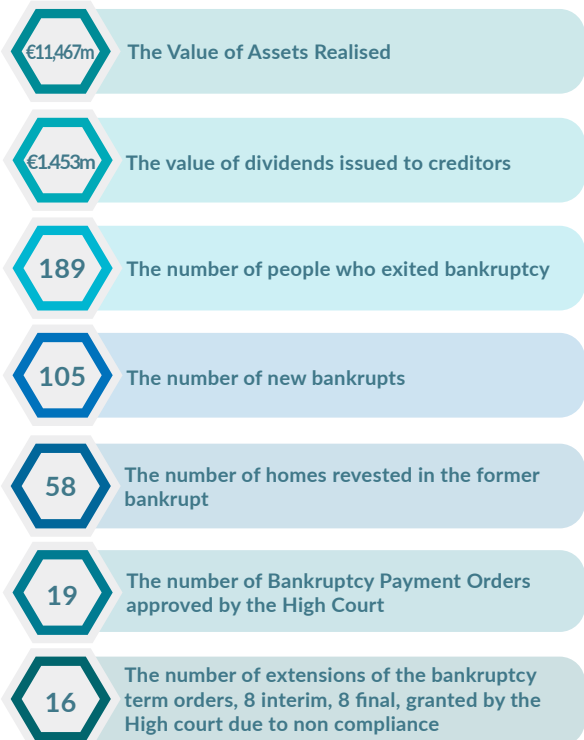 €11,467m
The Value of Assets Realised
€1.453m
The value of dividends issued to creditors
189
The number of people who exited bankruptcy
105
The number of new bankrupts
58
The number of homes revested in the former
bankrupt
19
The number of Bankruptcy Payment Orders
approved by the High Court
16
The number of extensions of the bankruptcy
term orders, 8 interim, 8 final, granted by the
High court due to non compliance